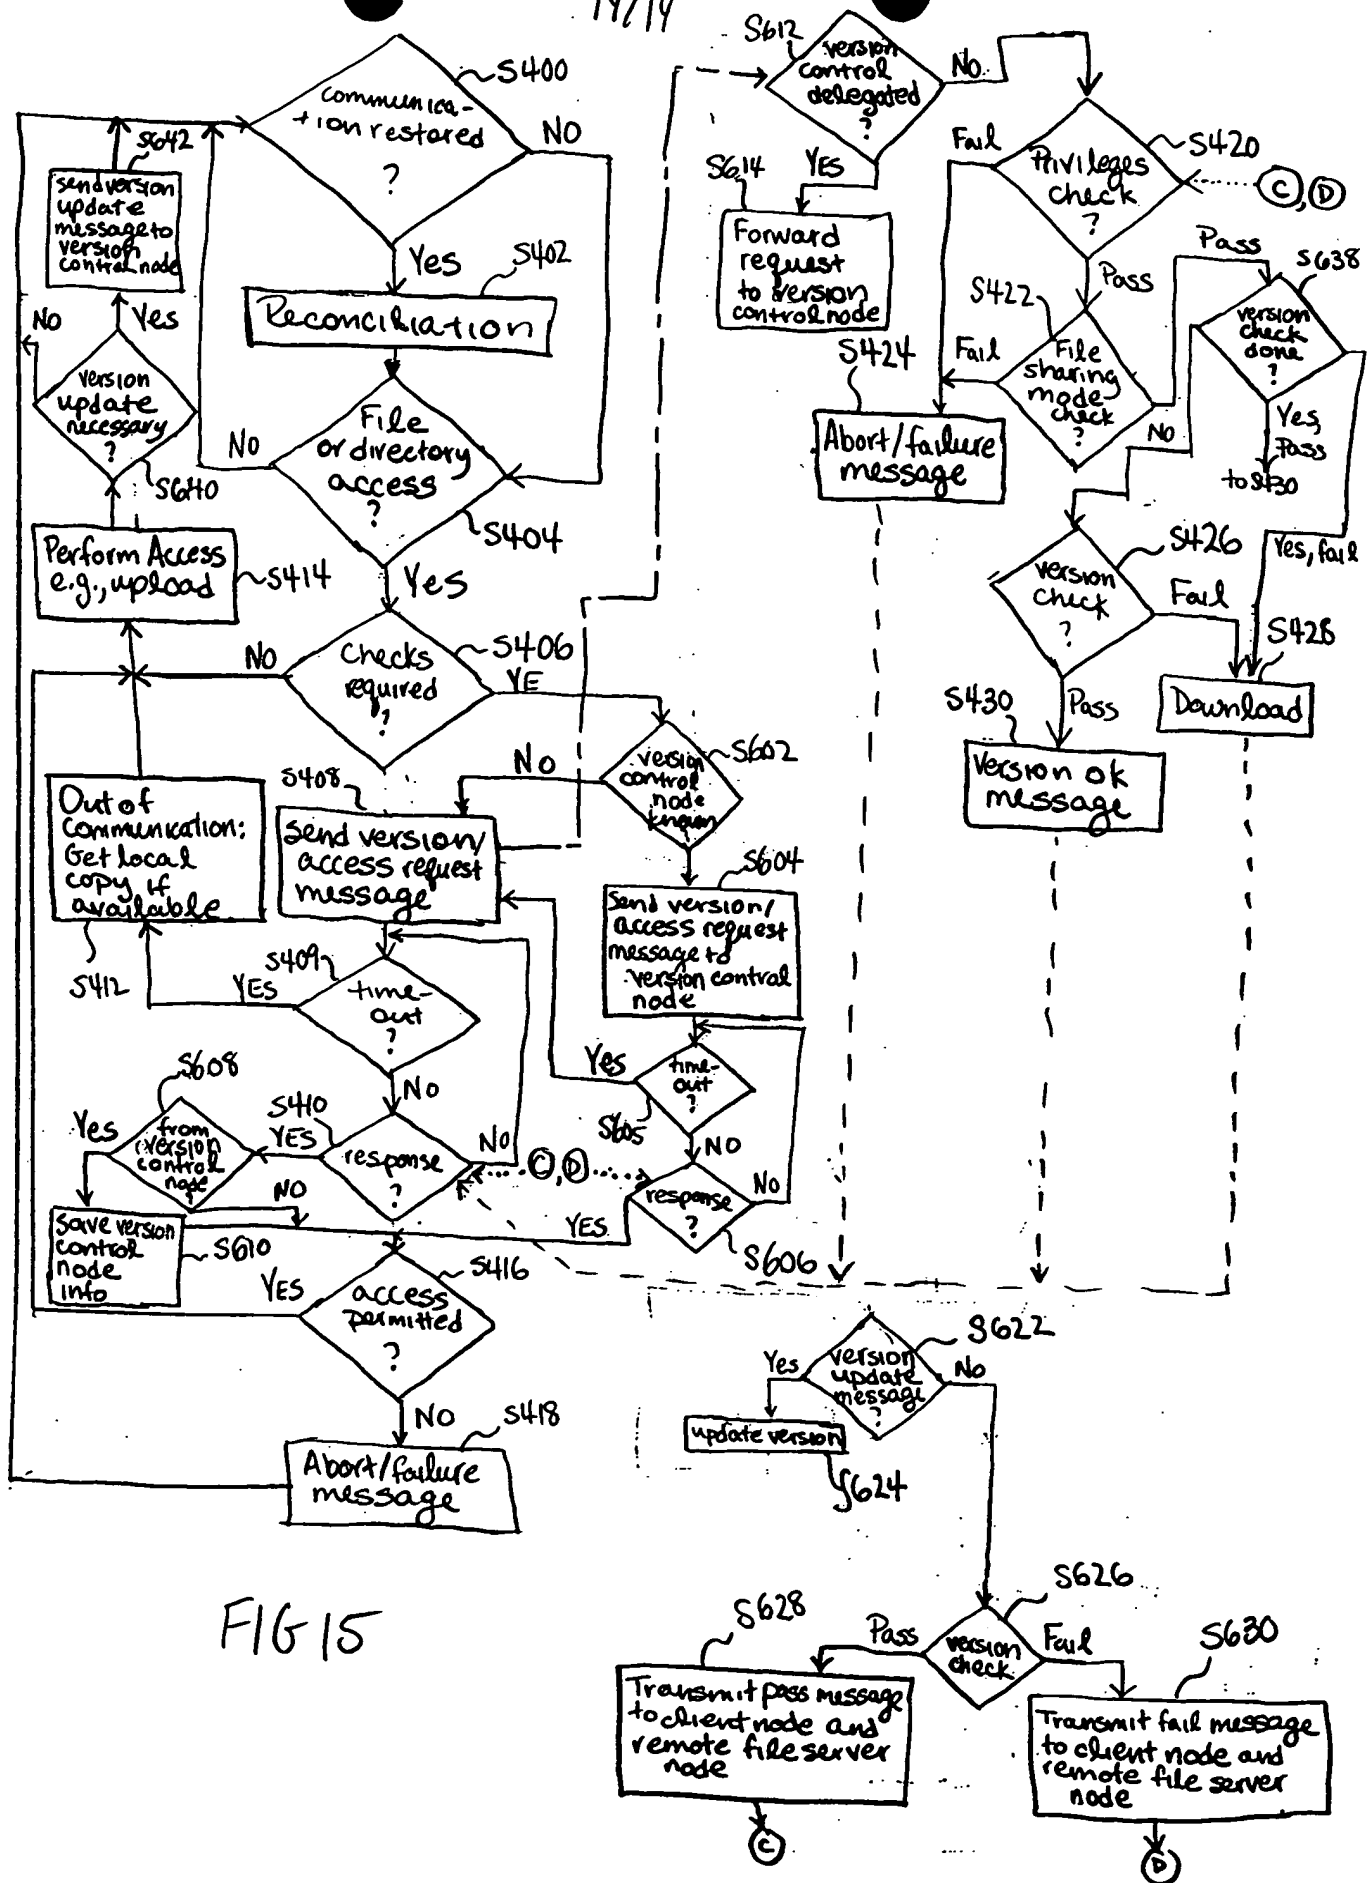 14/14
S400
communica-
tion restored
?
NO
Yes
S402
Reconciliation
File
or directory
access
?
NO
S404
Yes
S642
send version
update
message to
version
control node
NO
Yes
version
update
necessary
?
S640
Perform Access
e.g., upload
S414
Checks
required
?
S406
NO
YE
version
control
node
known
S602
NO
S408
Send version/
access request
message
Out of
communication:
Get local
copy if
available
S412
S604
Send version/
access request
message to
version control
node
S409
time-
out
?
YES
NO
Yes
time-
out
?
S605
NO
S608
Yes
from
version
control
node
?
NO
S410
YES
response
?
NO
C, D
response
?
NO
YES
S606
Save version
control
node
info
S610
YES
S416
access
permitted
?
NO
S418
Abort/failure
message
S612
version
control
delegated
?
NO
YES
S614
Forward
request
to version
control node
Fail
S420
Privileges
check
?
C, D
Pass
Pass
S638
S422
File
sharing
mode
check
?
Fail
version
check
done
?
No
Yes,
Pass
to S430
Yes, fail
S424
Abort/failure
message
S426
version
check
?
Fail
S428
Download
S430
Pass
Version ok
message
S622
version
update
message
?
Yes
No
update version
S624
S626
version
check
Pass
Fail
S628
Transmit pass message
to client node and
remote file server
node
C
S630
Transmit fail message
to client node and
remote file server
node
D
FIG 15